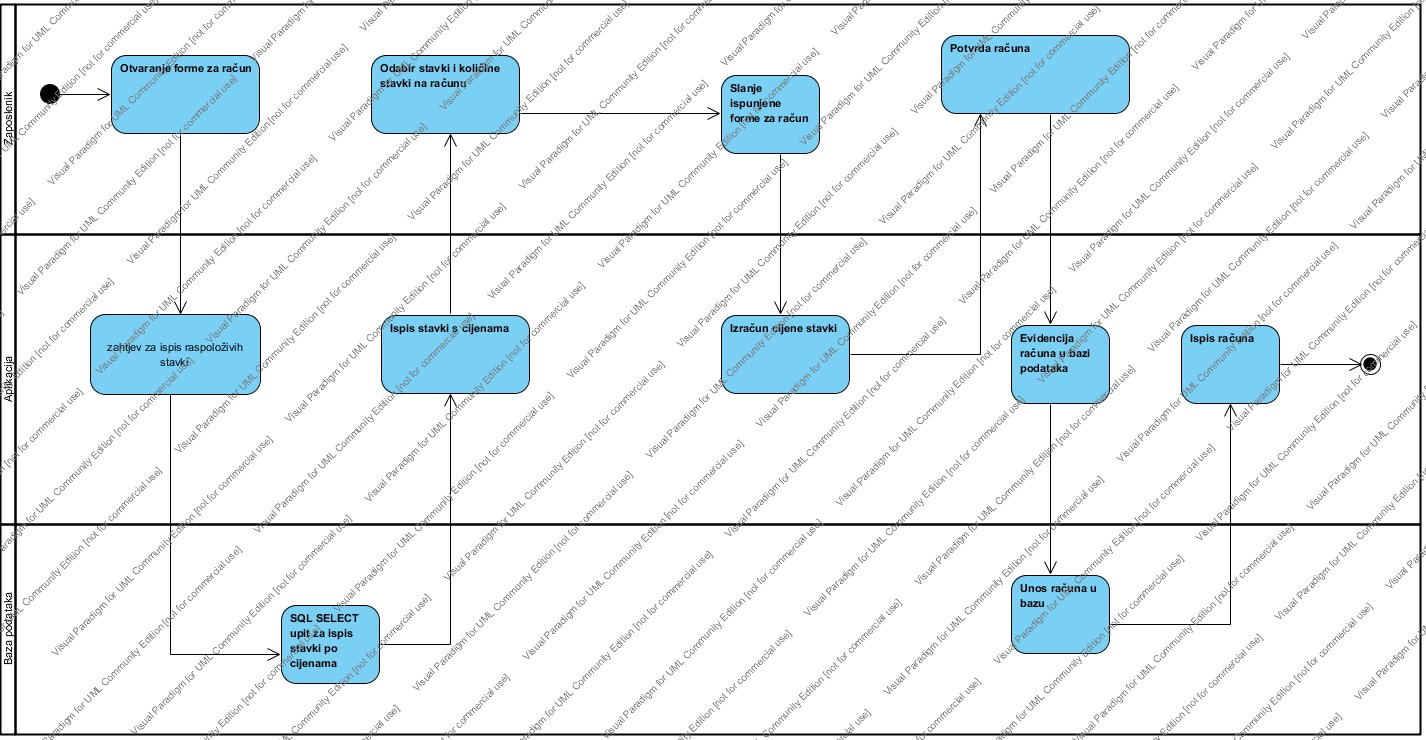 Zaposlenik
Otvaranje forme za račun
Odabir stavki i količine
stavki na računu
Slanje
ispunjene
forme za račun
Potvrda računa
Aplikacija
zahtjev za ispis raspoloživih
stavki
Ispis stavki s cijenama
Izračun cijene stavki
Evidencija
računa u bazi
podataka
Ispis računa
Baza podataka
SQL SELECT
upit za ispis
stavki po
cijenama
Unos računa u
bazu
Visual Paradigm for UML Community Edition [not for commercial use]